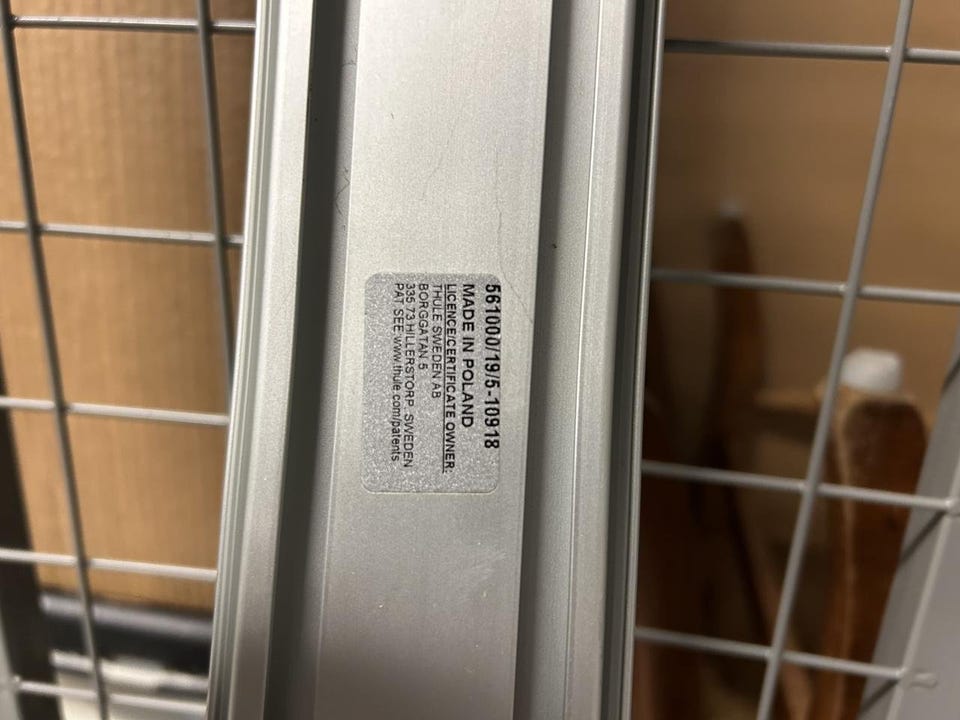 561000/19/5-10918
MADE IN POLAND
LICENCE/CERTIFICATE OWNER:
THULE SWEDEN AB
BORGGATAN 5
335 73 HILLERSTORP, SWEDEN
PAT SEE:www.thule.com/patents